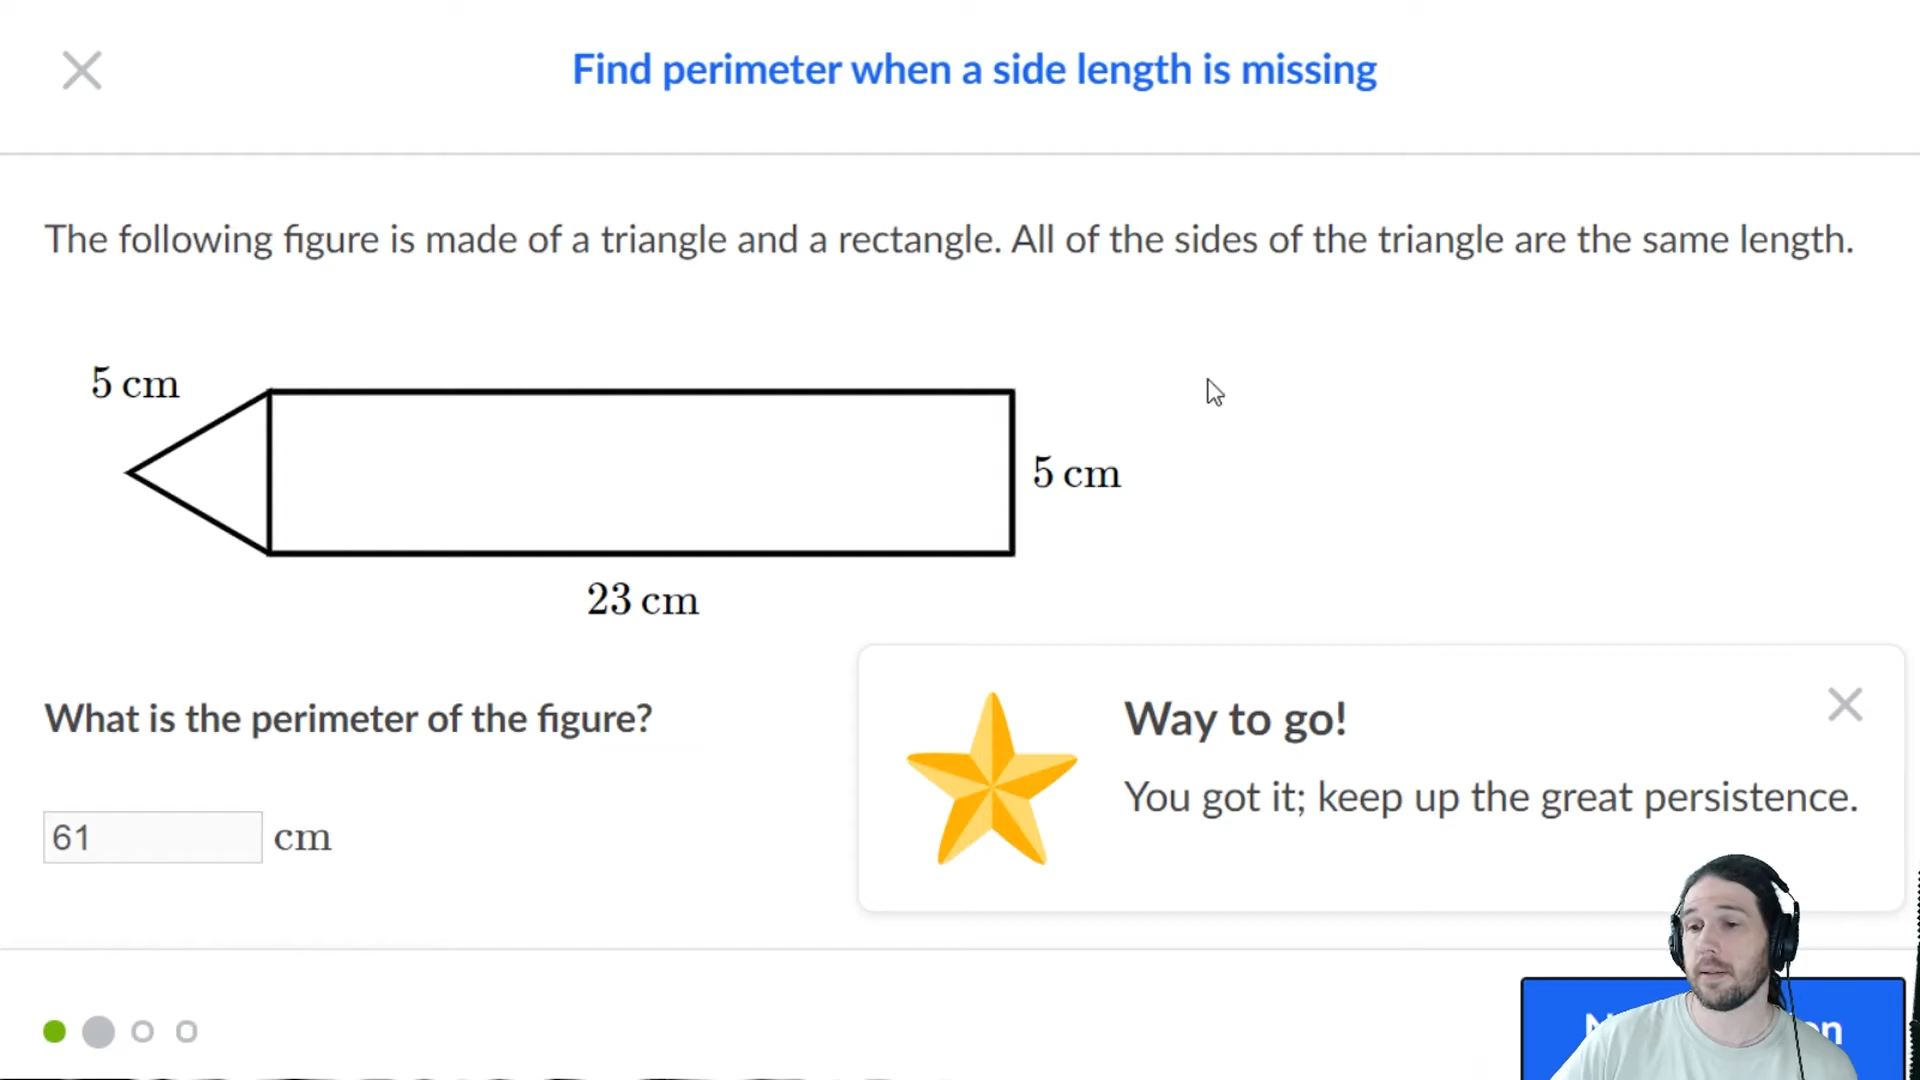 Find perimeter when a side length is missing
The following figure is made of a triangle and a rectangle. All of the sides of the triangle are the same length.
5 cm
5 cm
23 cm
What is the perimeter of the figure?
61 cm
Way to go!
You got it; keep up the great persistence.